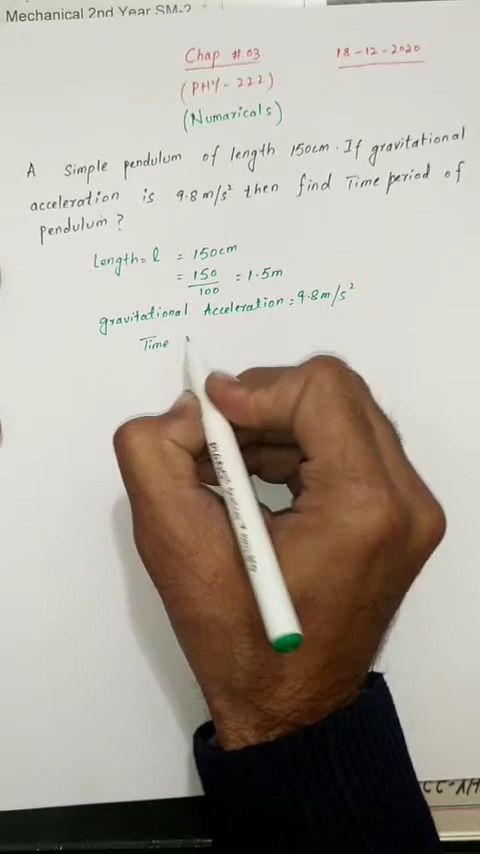 Mechanical 2nd Year SM-2
Chap # 03
18-12-2020
(PHY-222)
(Numaricals)
A simple pendulum of length 150cm. If gravitational
acceleration is 9.8 m/s² then find Time period of
pendulum?
length = l = 150cm
= 150/100 = 1.5m
gravitational Acceleration = 9.8m/s²
Time